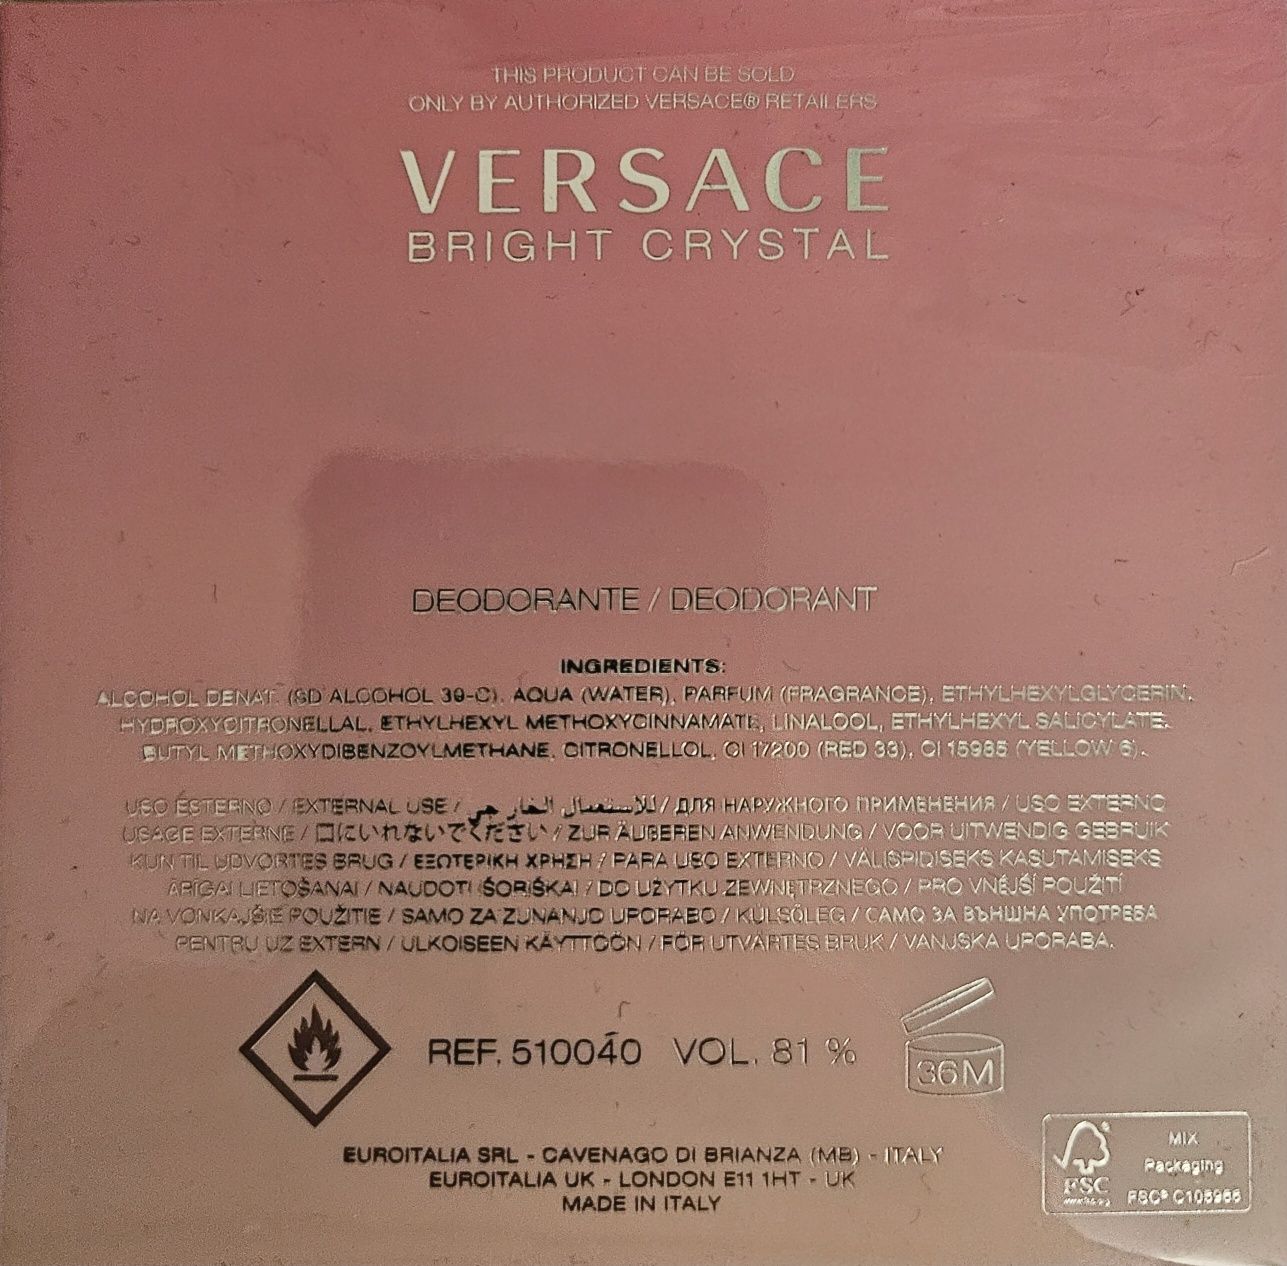 THIS PRODUCT CAN BE SOLD
ONLY BY AUTHORIZED VERSACE® RETAILERS
VERSACE
BRIGHT CRYSTAL
DEODORANTE / DEODORANT
INGREDIENTS:
ALCOHOL DENAT. (SD ALCOHOL 39-C), AQUA (WATER), PARFUM (FRAGRANCE), ETHYLHEXYLGLYCERIN,
HYDROXYCITRONELLAL, ETHYLHEXYL METHOXYCINNAMATE, LINALOOL, ETHYLHEXYL SALICYLATE,
BUTYL METHOXYDIBENZOYLMETHANE, CITRONELLOL, CI 17200 (RED 33), CI 15985 (YELLOW 6).
USO ESTERNO / EXTERNAL USE / للاستعمال الخارجي / ДЛЯ НАРУЖНОГО ПРИМЕНЕНИЯ / USO EXTERNO
USAGE EXTERNE / 口にいれないでください / ZUR ÄUßEREN ANWENDUNG / VOOR UITWENDIG GEBRUIK
KUN TIL UDVORTES BRUG / ΕΞΩΤΕΡΙΚΗ ΧΡΗΣΗ / PARA USO EXTERNO / VÄLISPIDISEKS KASUTAMISEKS
ĀRĪGAI LIETOŠANAI / NAUDOTI IŠORIŠKAI / DO UŻYTKU ZEWNĘTRZNEGO / PRO VNĚJŠÍ POUŽITÍ
NA VONKAJŠIE POUŽITIE / SAMO ZA ZUNANJO UPORABO / KÜLSŐLEG / САМО ЗА ВЪНШНА УПОТРЕБА
PENTRU UZ EXTERN / ULKOISEEN KÄYTTÖÖN / FÖR UTVÄRTES BRUK / VANJSKA UPORABA.
REF. 510040 VOL. 81 %
36M
EUROITALIA SRL - CAVENAGO DI BRIANZA (MB) - ITALY
EUROITALIA UK - LONDON E11 1HT - UK
MADE IN ITALY
MIX
Packaging
FSC
FSC® C105965